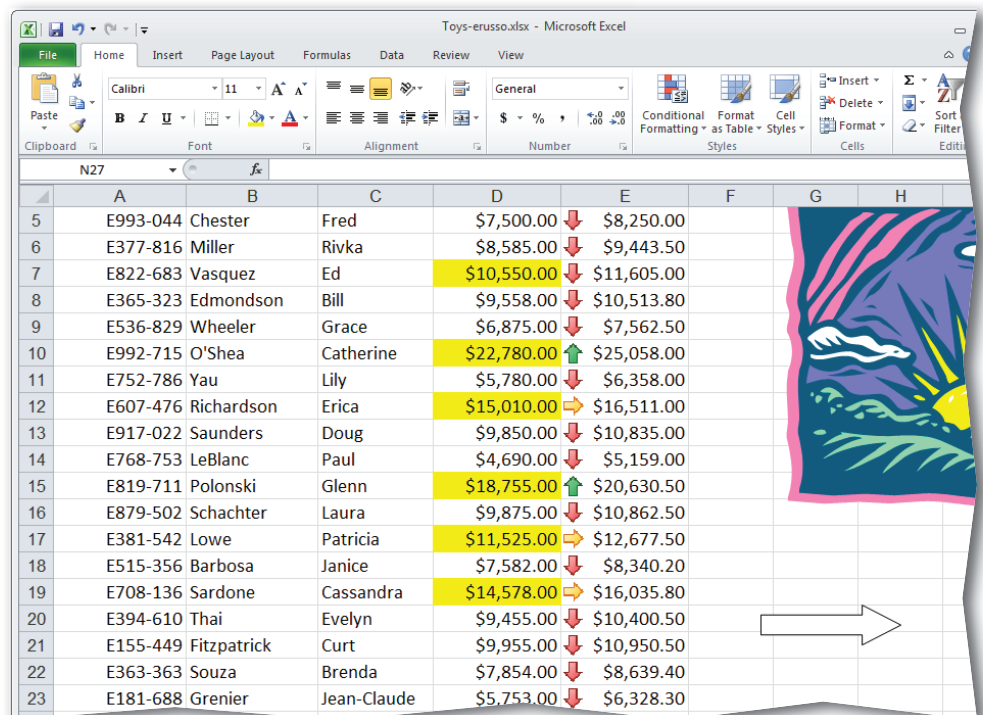 Toys-erusso.xlsx - Microsoft Excel
File Home Insert Page Layout Formulas Data Review View
Calibri 11 A A General Insert Σ
Paste Delete
B I U A $ % , .00 .0 Conditional Format Cell Format Sort
Formatting as Table Styles Filter
Clipboard Font Alignment Number Styles Cells
N27 fx
A B C D E F G H
5 E993-044 Chester Fred $7,500.00 $8,250.00
6 E377-816 Miller Rivka $8,585.00 $9,443.50
7 E822-683 Vasquez Ed $10,550.00 $11,605.00
8 E365-323 Edmondson Bill $9,558.00 $10,513.80
9 E536-829 Wheeler Grace $6,875.00 $7,562.50
10 E992-715 O'Shea Catherine $22,780.00 $25,058.00
11 E752-786 Yau Lily $5,780.00 $6,358.00
12 E607-476 Richardson Erica $15,010.00 $16,511.00
13 E917-022 Saunders Doug $9,850.00 $10,835.00
14 E768-753 LeBlanc Paul $4,690.00 $5,159.00
15 E819-711 Polonski Glenn $18,755.00 $20,630.50
16 E879-502 Schachter Laura $9,875.00 $10,862.50
17 E381-542 Lowe Patricia $11,525.00 $12,677.50
18 E515-356 Barbosa Janice $7,582.00 $8,340.20
19 E708-136 Sardone Cassandra $14,578.00 $16,035.80
20 E394-610 Thai Evelyn $9,455.00 $10,400.50
21 E155-449 Fitzpatrick Curt $9,955.00 $10,950.50
22 E363-363 Souza Brenda $7,854.00 $8,639.40
23 E181-688 Grenier Jean-Claude $5,753.00 $6,328.30